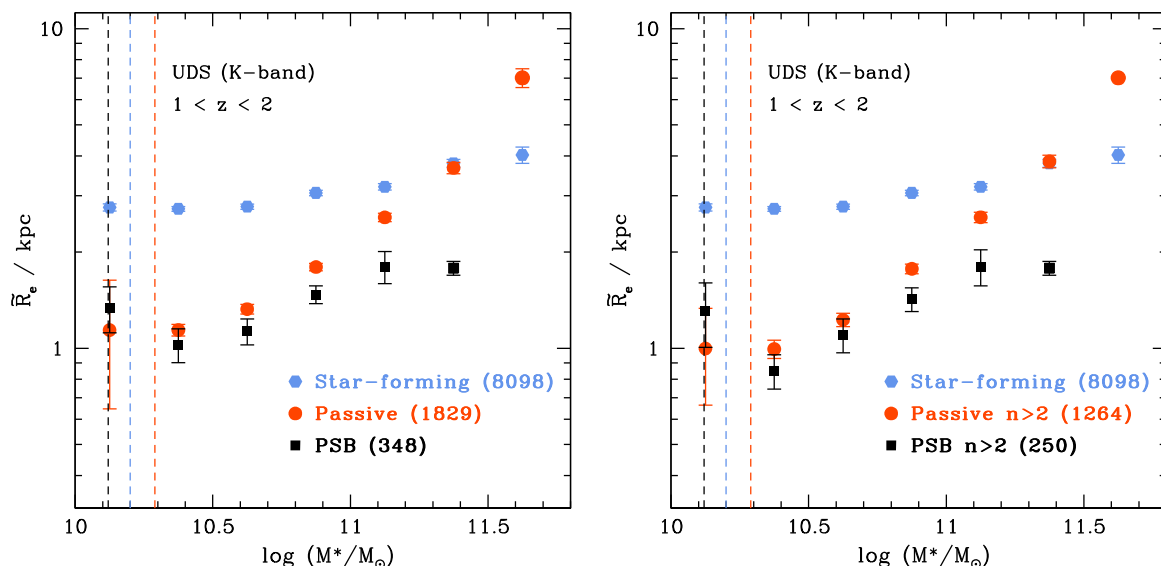 10
UDS (K-band)
1 < z < 2
R̃e / kpc
1
Star-forming (8098)
Passive (1829)
PSB (348)
10 10.5 11 11.5
log (M*/M⊙)
10
UDS (K-band)
1 < z < 2
R̃e / kpc
1
Star-forming (8098)
Passive n>2 (1264)
PSB n>2 (250)
10 10.5 11 11.5
log (M*/M⊙)